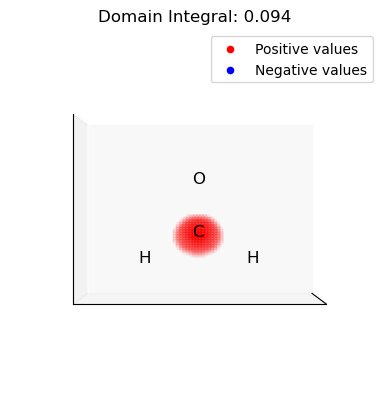 Domain Integral: 0.094
Positive values
Negative values
O
C
H H